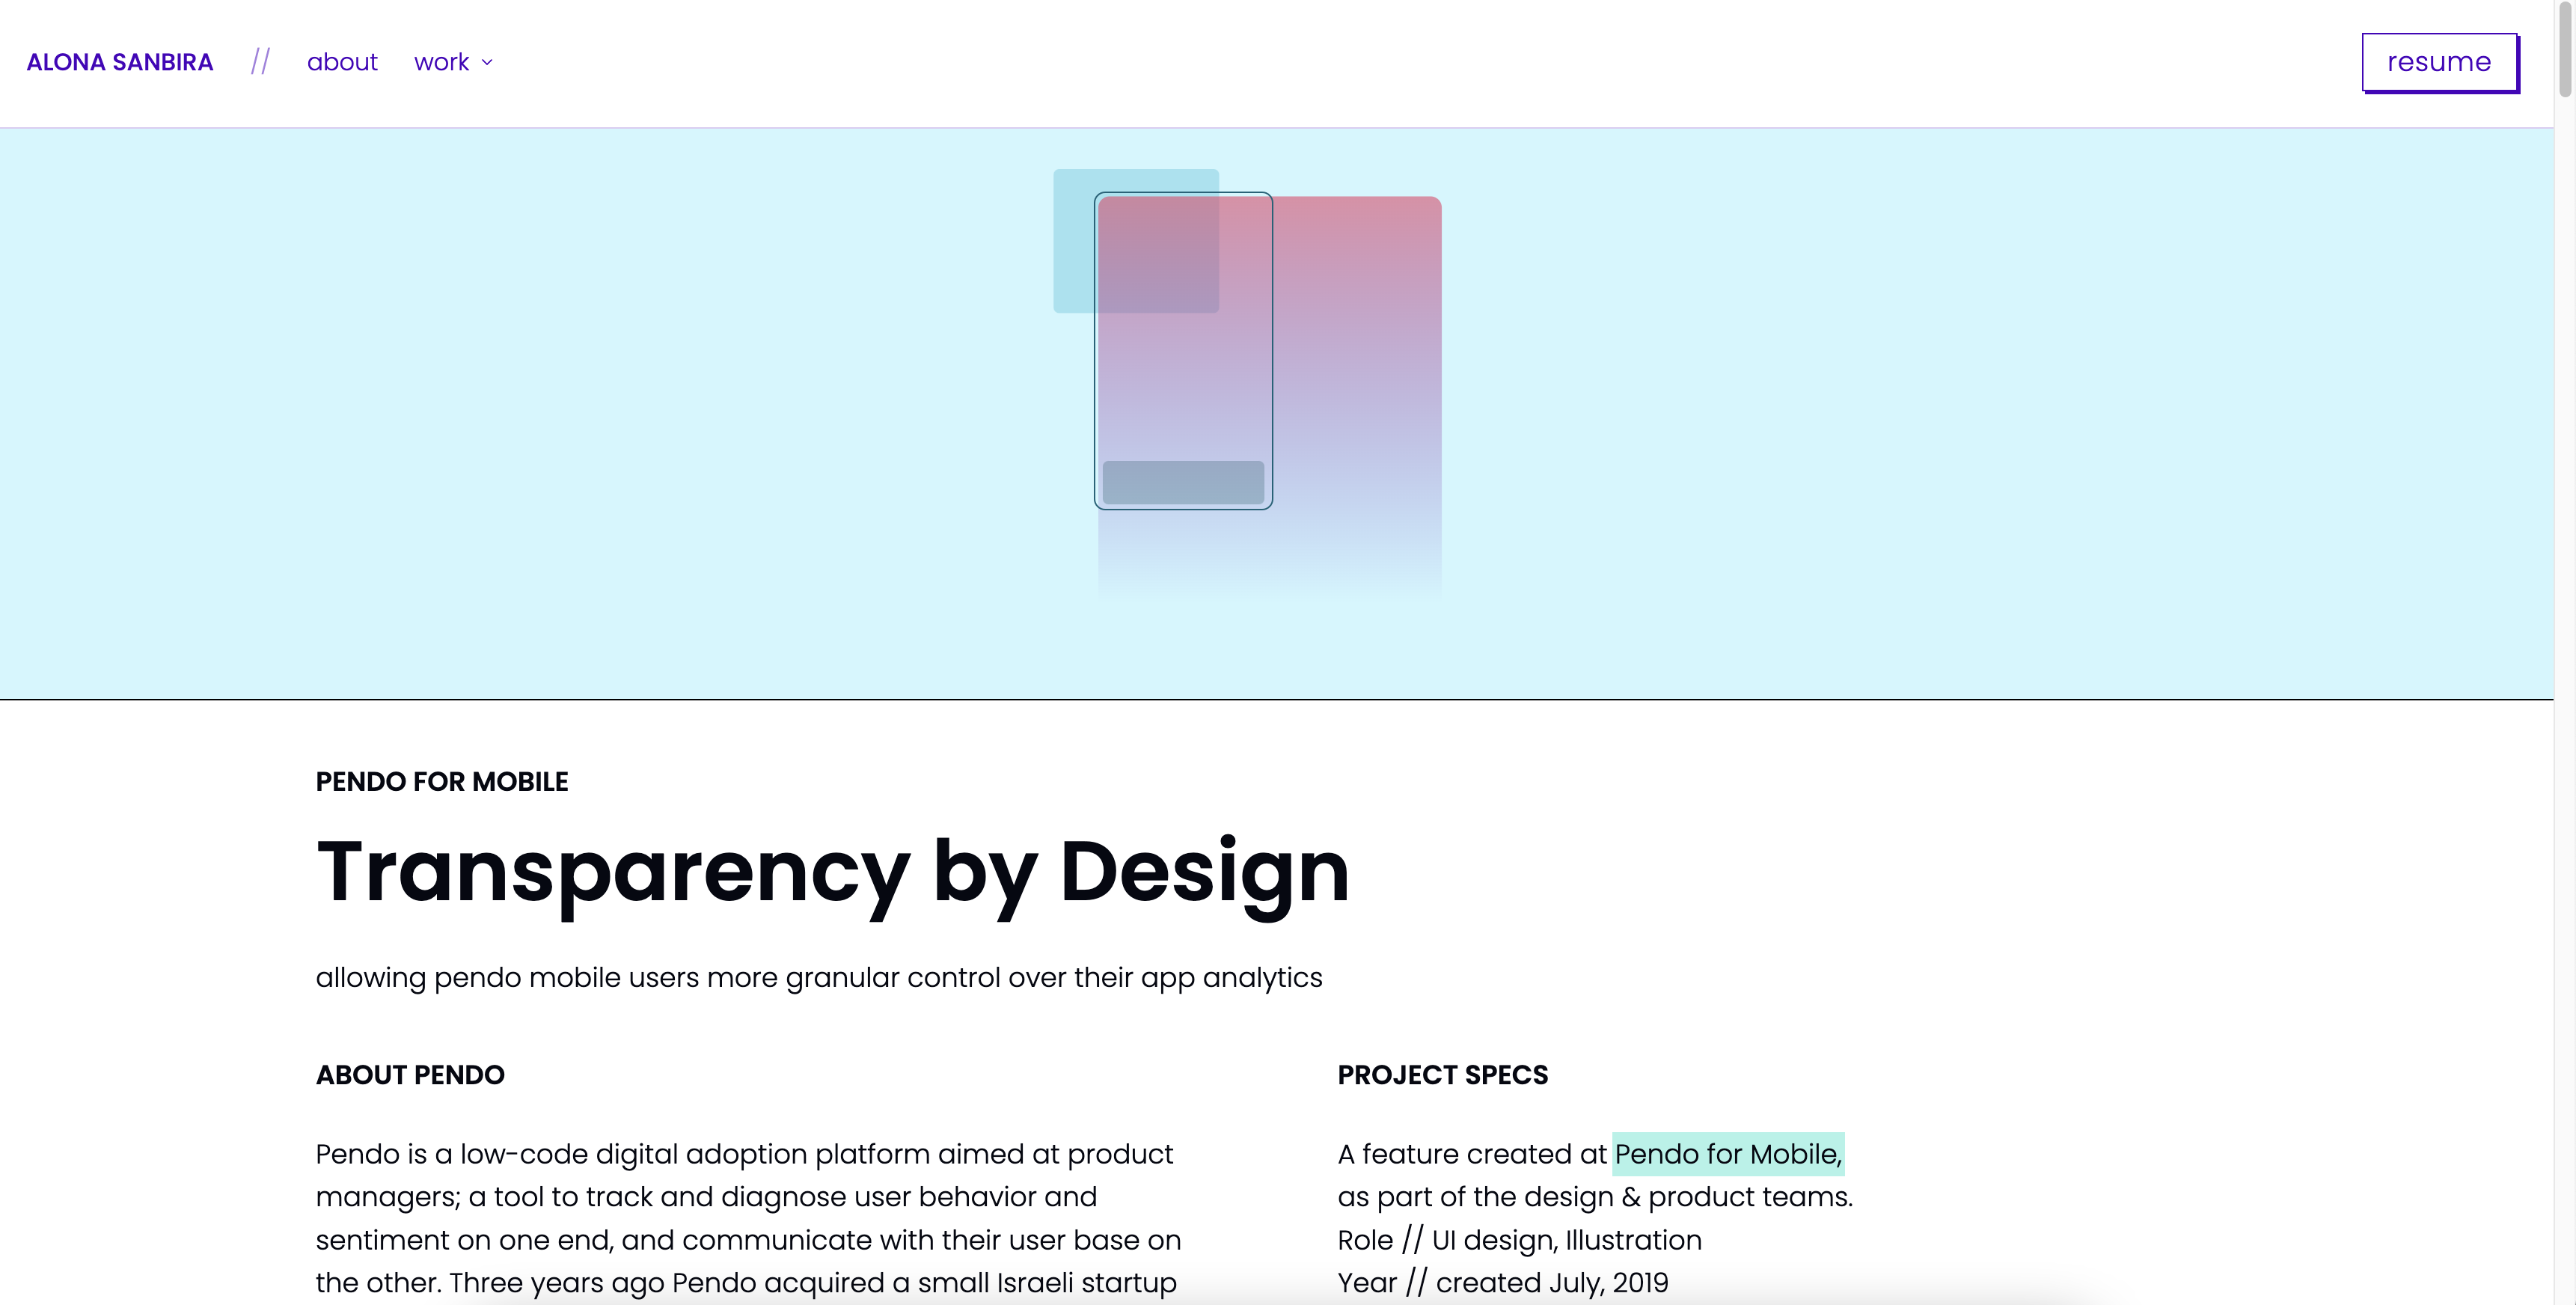 ALONA SANBIRA // about work resume
PENDO FOR MOBILE
Transparency by Design
allowing pendo mobile users more granular control over their app analytics
ABOUT PENDO
Pendo is a low-code digital adoption platform aimed at product
managers; a tool to track and diagnose user behavior and
sentiment on one end, and communicate with their user base on
the other. Three years ago Pendo acquired a small Israeli startup
PROJECT SPECS
A feature created at Pendo for Mobile,
as part of the design & product teams.
Role // UI design, Illustration
Year // created July, 2019